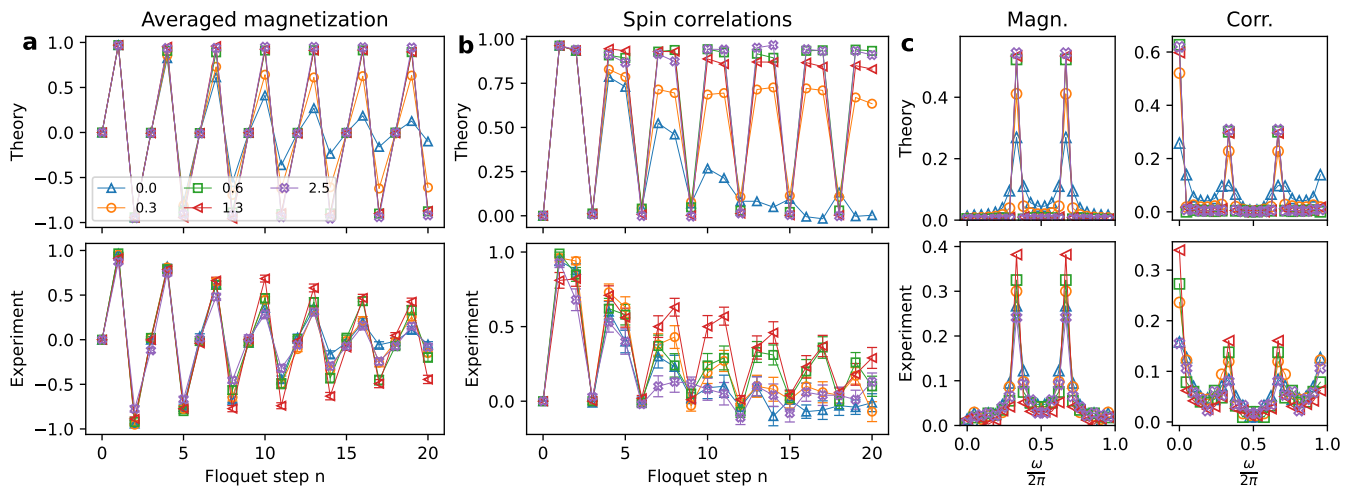 Averaged magnetization
Spin correlations
Magn.
Corr.
a
b
c
Theory
1.0
0.5
0.0
−0.5
−1.0
0.0
0.3
0.6
1.3
2.5
Theory
1.00
0.75
0.50
0.25
0.00
Theory
0.4
0.2
0.0
0.6
0.4
0.2
0.0
Experiment
1.0
0.5
0.0
−0.5
−1.0
0 5 10 15 20
Floquet step n
Experiment
1.0
0.5
0.0
0 5 10 15 20
Floquet step n
Experiment
0.4
0.3
0.2
0.1
0.0
0.0 0.5 1.0
ω
2π
0.3
0.2
0.1
0.0
0.0 0.5 1.0
ω
2π